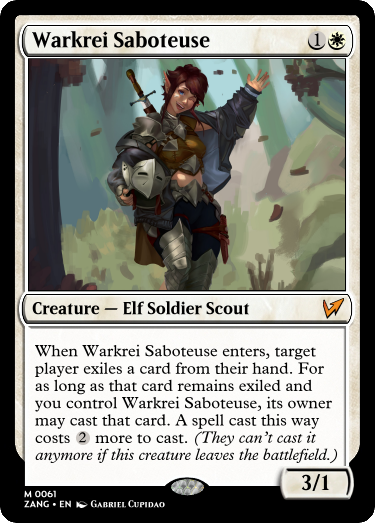 Warkrei Saboteuse 1
Creature — Elf Soldier Scout
When Warkrei Saboteuse enters, target
player exiles a card from their hand. For
as long as that card remains exiled and
you control Warkrei Saboteuse, its owner
may cast that card. A spell cast this way
costs 2 more to cast. (They can't cast it
anymore if this creature leaves the battlefield.)
3/1
M 0061
ZANG • EN Gabriel Cupidao